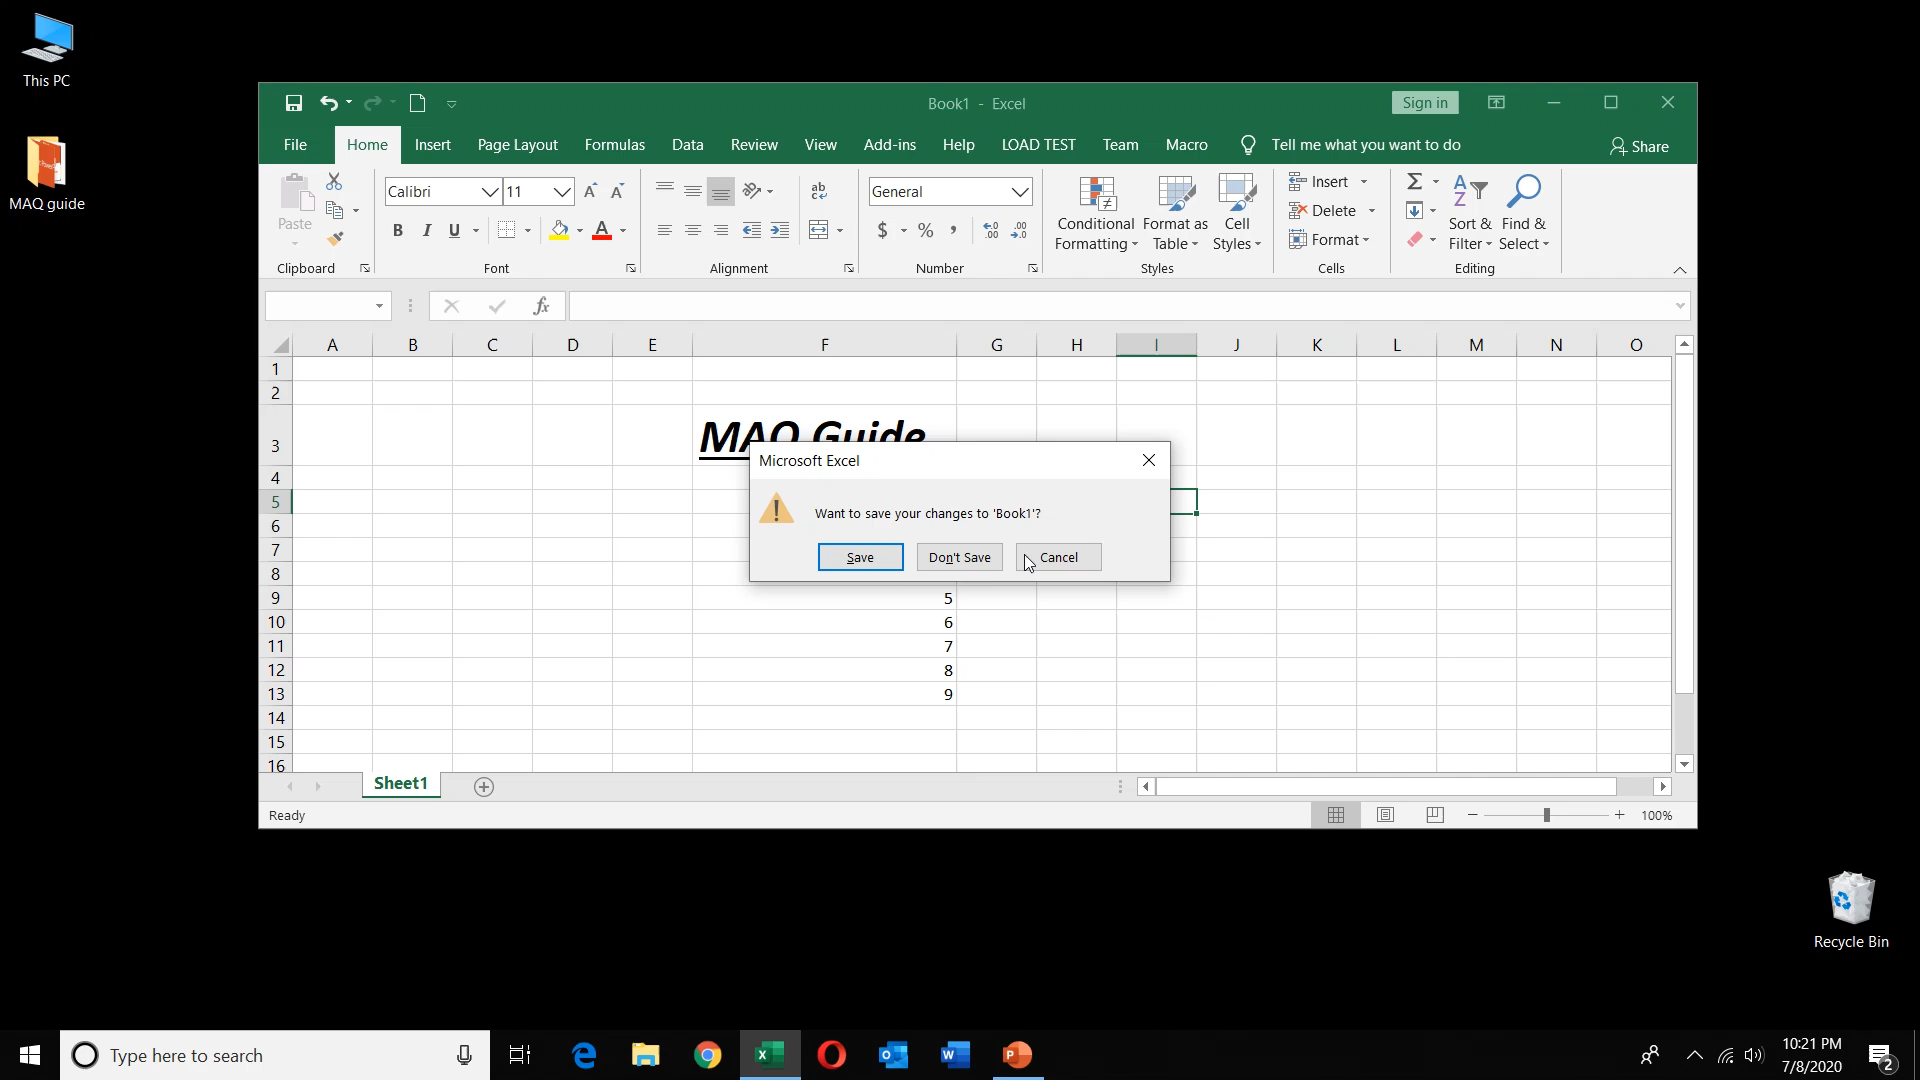 This PC
MAQ guide
Book1 - Excel
Sign in
File Home Insert Page Layout Formulas Data Review View Add-ins Help LOAD TEST Team Macro Tell me what you want to do Share
Paste
Clipboard
Calibri 11
B I U A
Font
ab
Alignment
General
$ % ,
Number
Conditional Formatting
Format as Table
Cell Styles
Styles
Insert
Delete
Format
Cells
Sort & Filter
Find & Select
Editing
fx
A B C D E F G H I J K L M N O
1
2
3 MAQ Guide
4
5
6
7
8
9 5
10 6
11 7
12 8
13 9
14
15
16
Microsoft Excel
Want to save your changes to 'Book1'?
Save Don't Save Cancel
Sheet1
Ready
100%
Recycle Bin
Type here to search
10:21 PM
7/8/2020
2